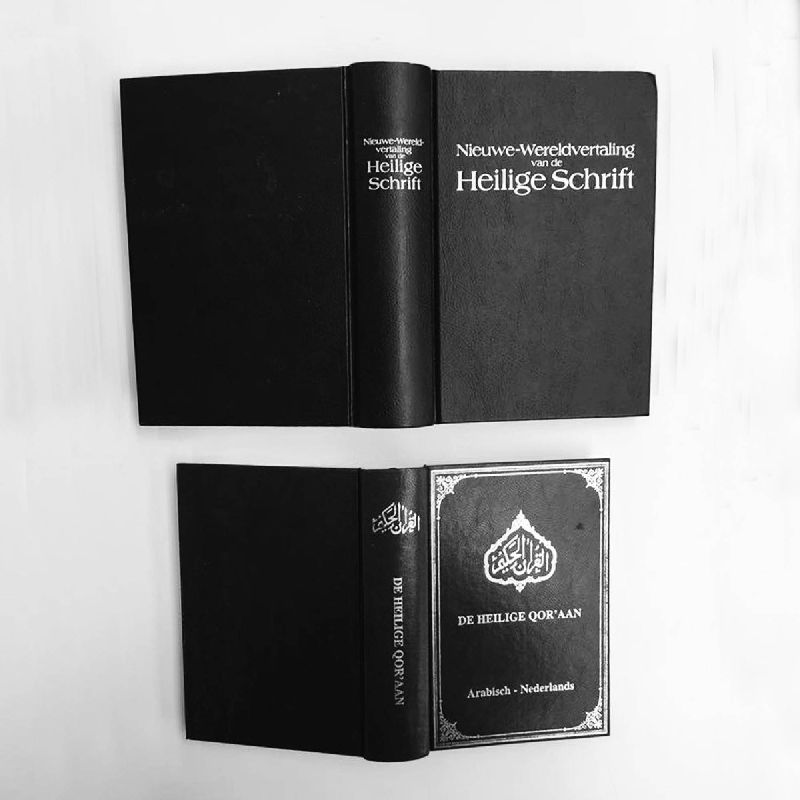 Nieuwe-Wereld-
vertaling
van de
Heilige
Schrift
Nieuwe-Wereldvertaling
van de
Heilige Schrift
القرآن الحكيم
DE HEILIGE QOR'AAN
القرآن الحكيم
DE HEILIGE QOR'AAN
Arabisch - Nederlands